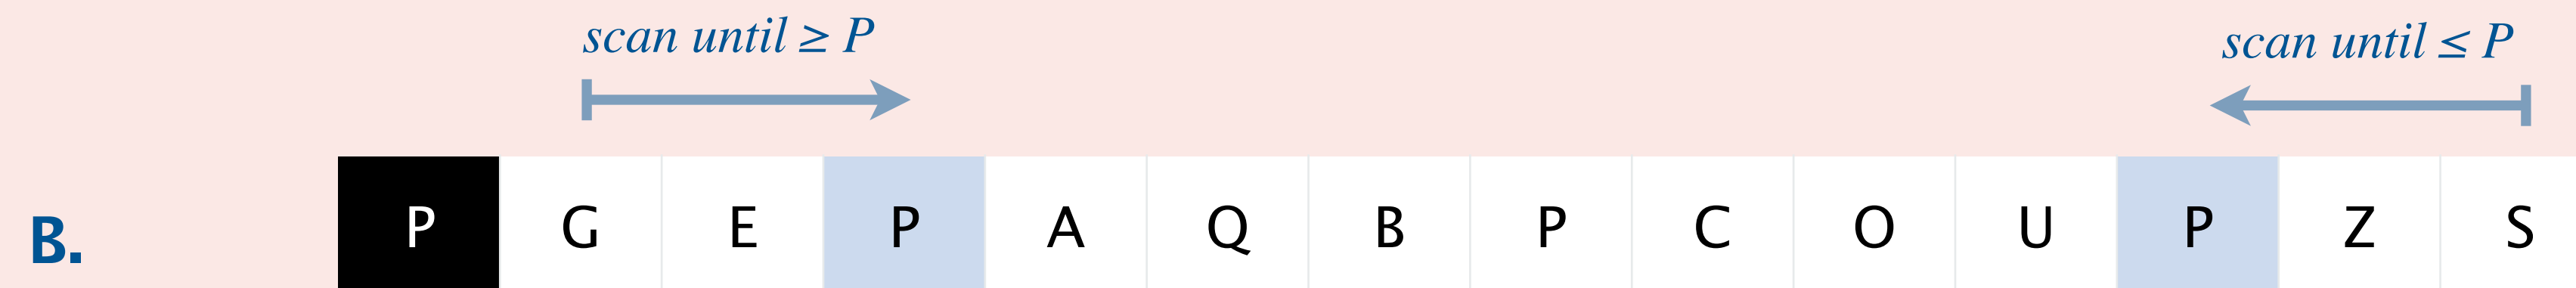 scan until ≥ P
scan until ≤ P
B. P G E P A Q B P C O U P Z S